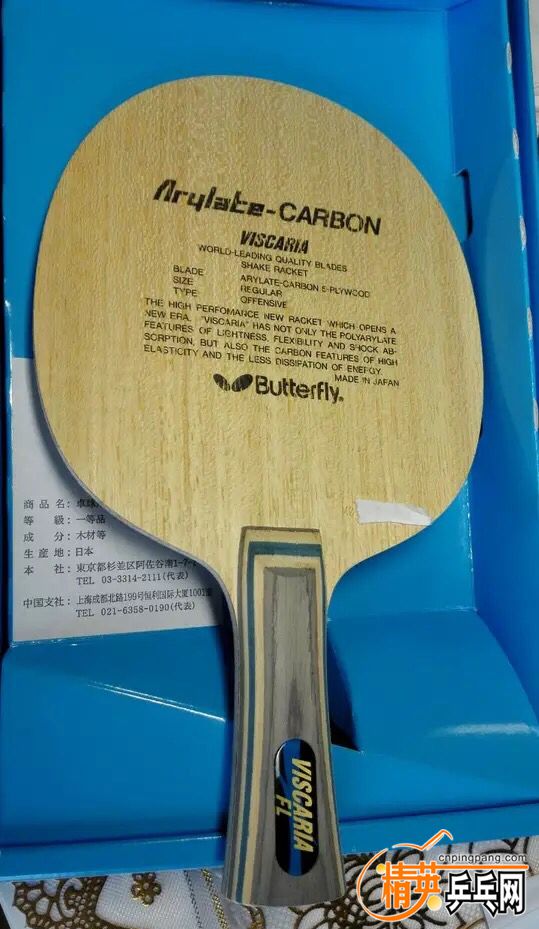 Arylate-CARBON
VISCARIA
WORLD-LEADING QUALITY BLADES
SHAKE RACKET
BLADE ARYLATE-CARBON 5-PLYWOOD
SIZE REGULAR
TYPE OFFENSIVE
THE HIGH PERFOMANCE NEW RACKET WHICH OPENS A
NEW ERA. "VISCARIA" HAS NOT ONLY THE POLYARYLATE
FEATURES OF LIGHTNESS, FLEXIBILITY AND SHOCK AB-
SORPTION, BUT ALSO THE CARBON FEATURES OF HIGH
ELASTICITY AND THE LESS DISSIPATION OF ENERGY.
MADE IN JAPAN
Butterfly®
商 品 名:卓球
等 級:一等品
成 分:木材等
生 産 地:日本
本 社:東京都杉並区阿佐谷南1-7-
TEL 03-3314-2111(代表)
中国支社:上海成都北路199号恒利国际大厦1001室
TEL 021-6358-0190(代表)
VISCARIA
FL
cnpingpang.com
精英乒乓网